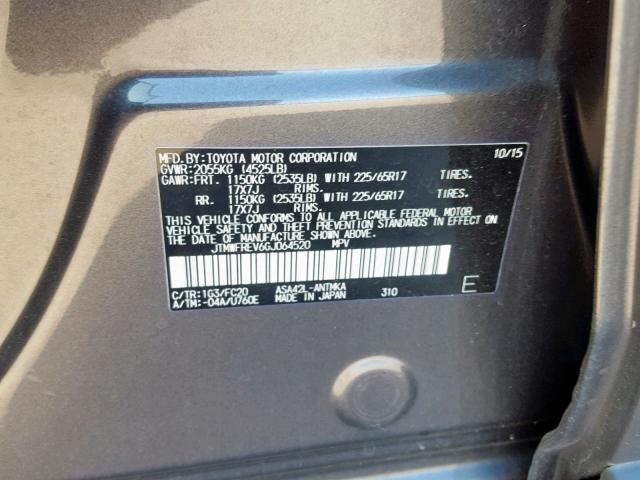 MFD. BY: TOYOTA MOTOR CORPORATION 10/15
GVWR: 2055KG (4525LB)
GAWR: FRT. 1150KG (2535LB) WITH 225/65R17 TIRES.
17X7J RIMS.
RR. 1150KG (2535LB) WITH 225/65R17 TIRES.
17X7J RIMS.
THIS VEHICLE CONFORMS TO ALL APPLICABLE FEDERAL MOTOR
VEHICLE SAFETY AND THEFT PREVENTION STANDARDS IN EFFECT ON
THE DATE OF MANUFACTURE SHOWN ABOVE.
JTMWFREV6GJ064520 MPV
C/TR: 1G3/FC20 ASA42L-ANTMKA
A/TM: -04A/U760E MADE IN JAPAN 310 E